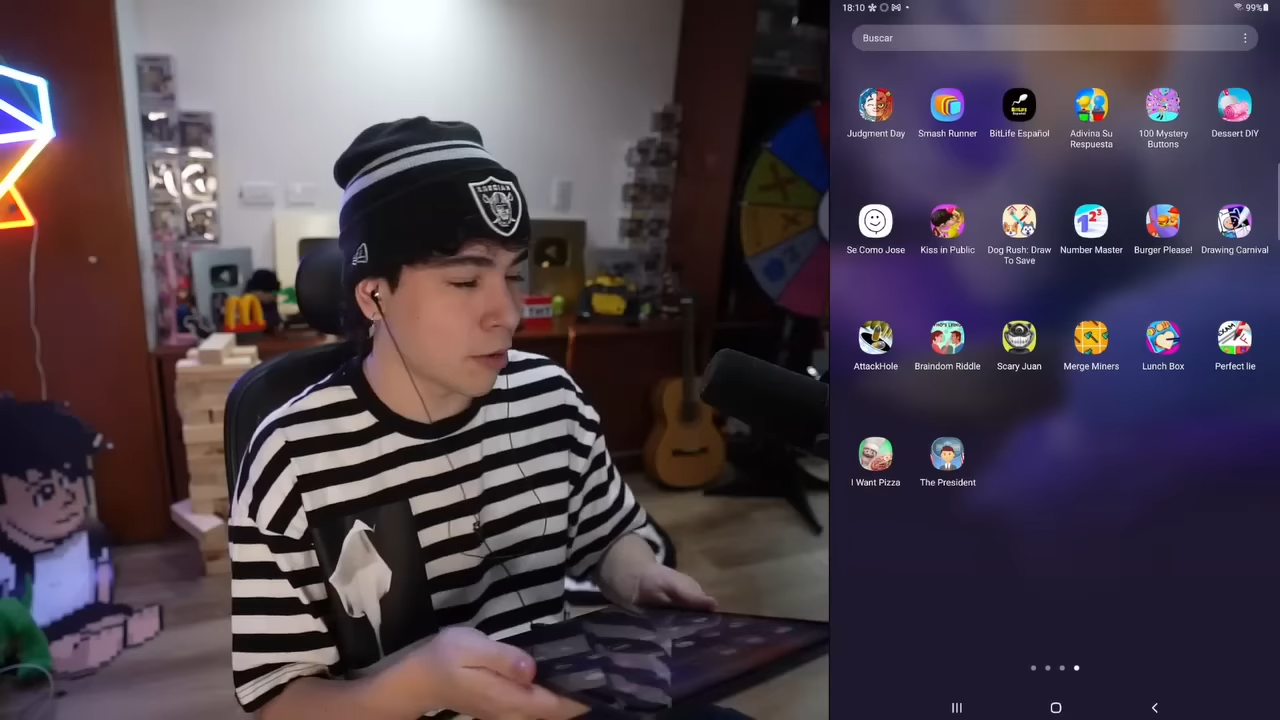 18:10
99%
Buscar
Judgment Day
Smash Runner
BitLife Español
Adivina Su
Respuesta
100 Mystery
Buttons
Dessert DIY
Se Como Jose
Kiss in Public
Dog Rush: Draw
To Save
Number Master
Burger Please!
Drawing Carnival
AttackHole
Braindom Riddle
Scary Juan
Merge Miners
Lunch Box
Perfect lie
I Want Pizza
The President
RAIDERS
TNT